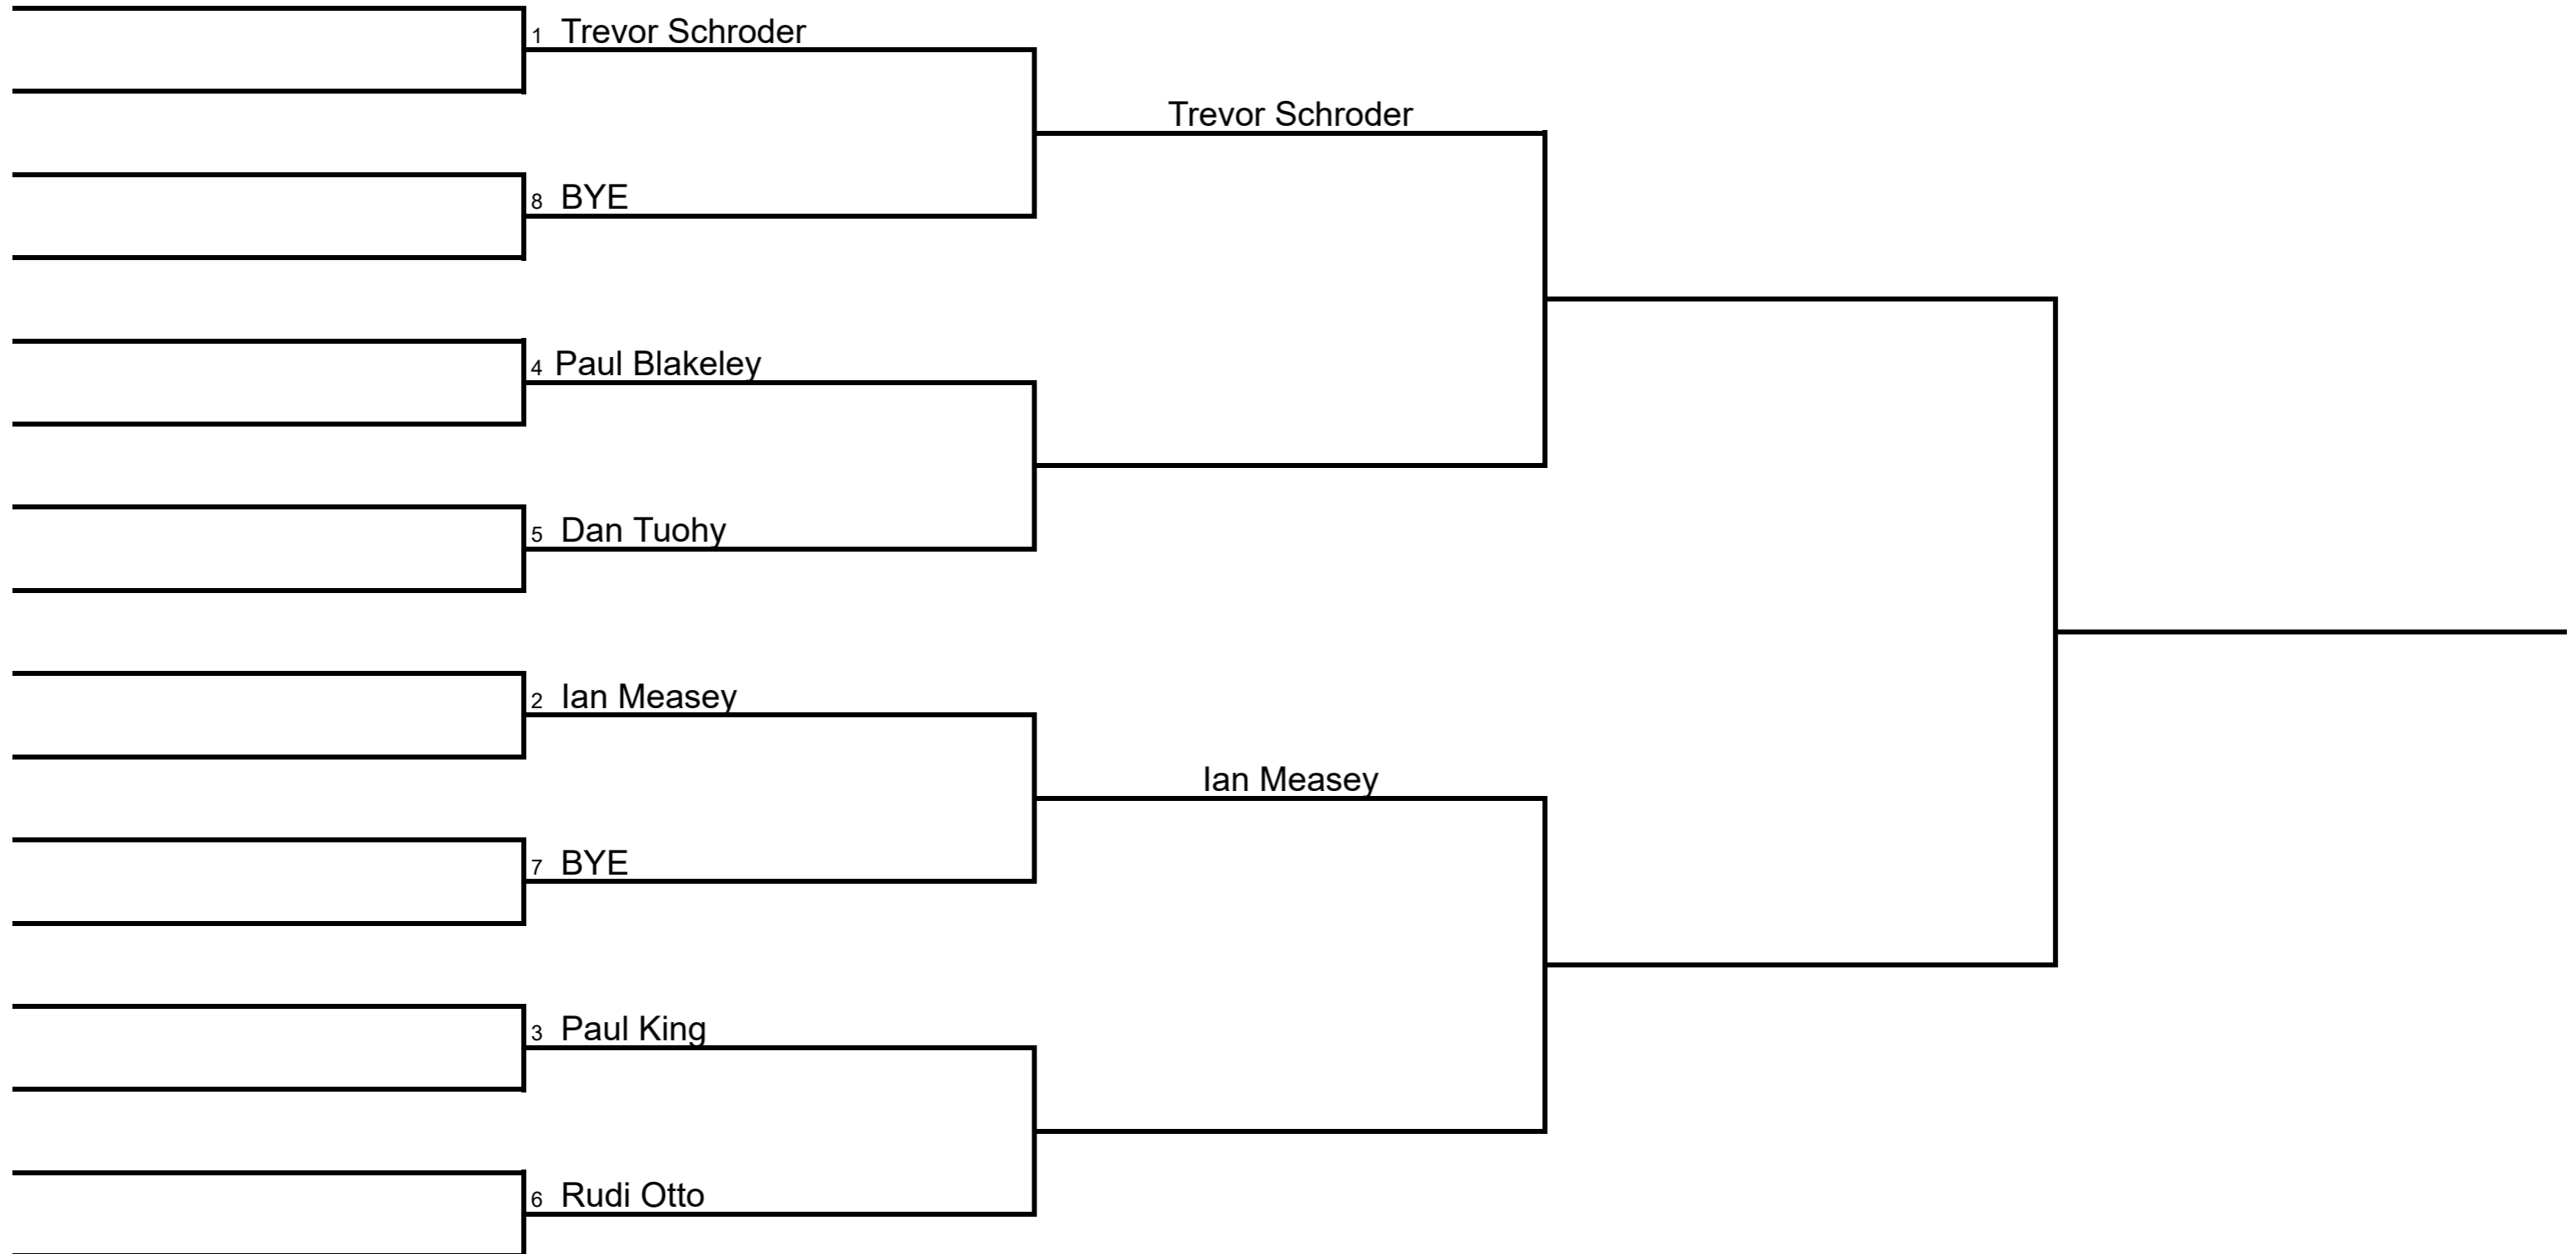 1 Trevor Schroder
Trevor Schroder
8 BYE
4 Paul Blakeley
5 Dan Tuohy
2 Ian Measey
Ian Measey
7 BYE
3 Paul King
6 Rudi Otto